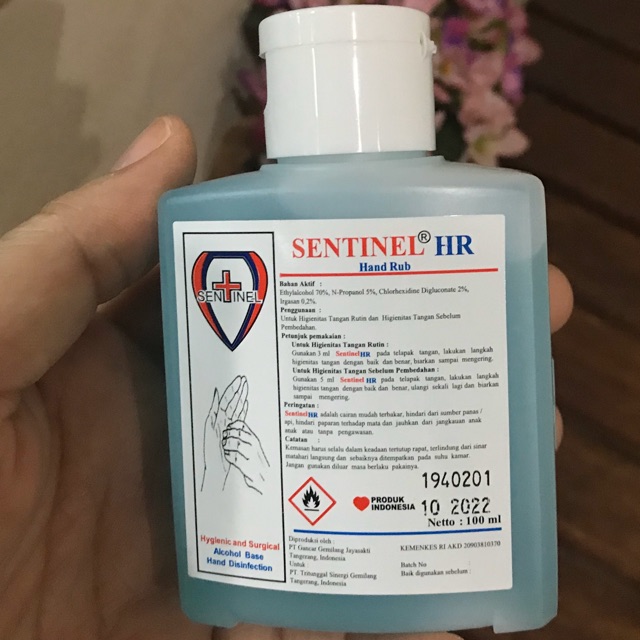 SENTINEL® HR
Hand Rub
SENTINEL
Bahan Aktif :
Ethylalcohol 70%, N-Propanol 5%, Chlorhexidine Digluconate 2%,
Irgasan 0,2%.
Penggunaan :
Untuk Higienitas Tangan Rutin dan Higienitas Tangan Sebelum
Pembedahan.
Petunjuk pemakaian :
Untuk Higienitas Tangan Rutin :
Gunakan 3 ml Sentinel HR pada telapak tangan, lakukan langkah
higienitas tangan dengan baik dan benar, biarkan sampai mengering.
Untuk Higienitas Tangan Sebelum Pembedahan :
Gunakan 5 ml Sentinel HR pada telapak tangan, lakukan langkah
higienitas tangan dengan baik dan benar, ulangi sekali lagi dan biarkan
sampai mengering.
Peringatan :
Sentinel HR adalah cairan mudah terbakar, hindari dari sumber panas /
api, hindari paparan terhadap mata dan jauhkan dari jangkauan anak
anak atau tanpa pengawasan.
Catatan :
Kemasan harus selalu dalam keadaan tertutup rapat, terlindung dari sinar
matahari langsung dan sebaiknya ditempatkan pada suhu kamar.
Jangan gunakan diluar masa berlaku pakainya.
1940201
PRODUK
INDONESIA
10 2022
Netto : 100 ml
Hygienic and Surgical
Alcohol Base
Hand Disinfection
Diproduksi oleh :
PT Gancar Gemilang Jayasakti
Tangerang, Indonesia
Untuk
PT. Tritunggal Sinergi Gemilang
Tangerang, Indonesia
KEMENKES RI AKD 20903810370
Batch No :
Baik digunakan sebelum :